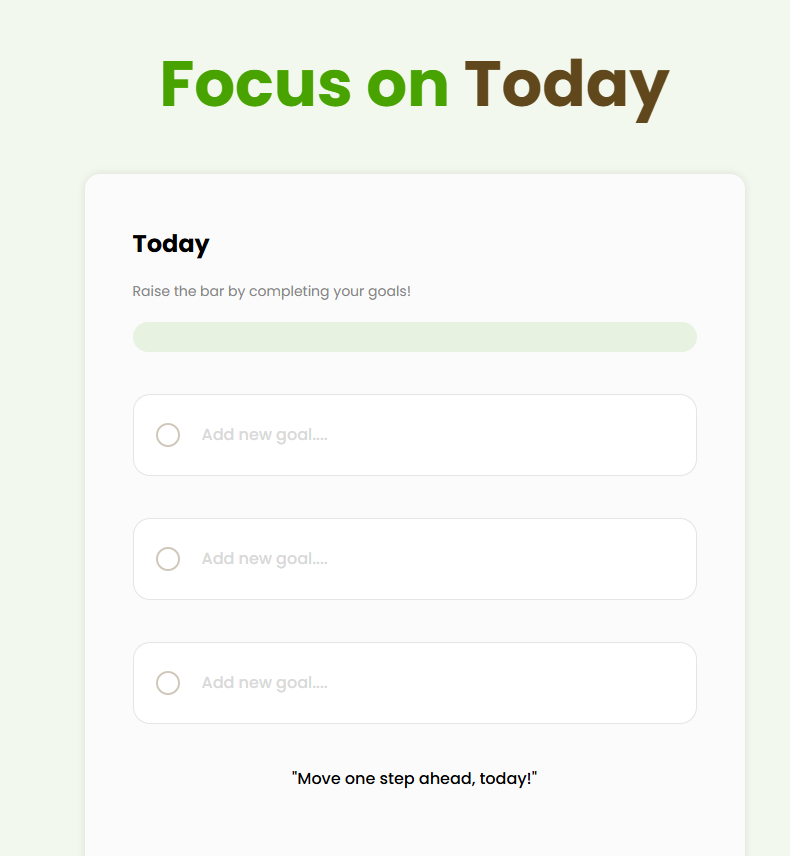 Focus on Today
Today
Raise the bar by completing your goals!
Add new goal....
Add new goal....
Add new goal....
"Move one step ahead, today!"